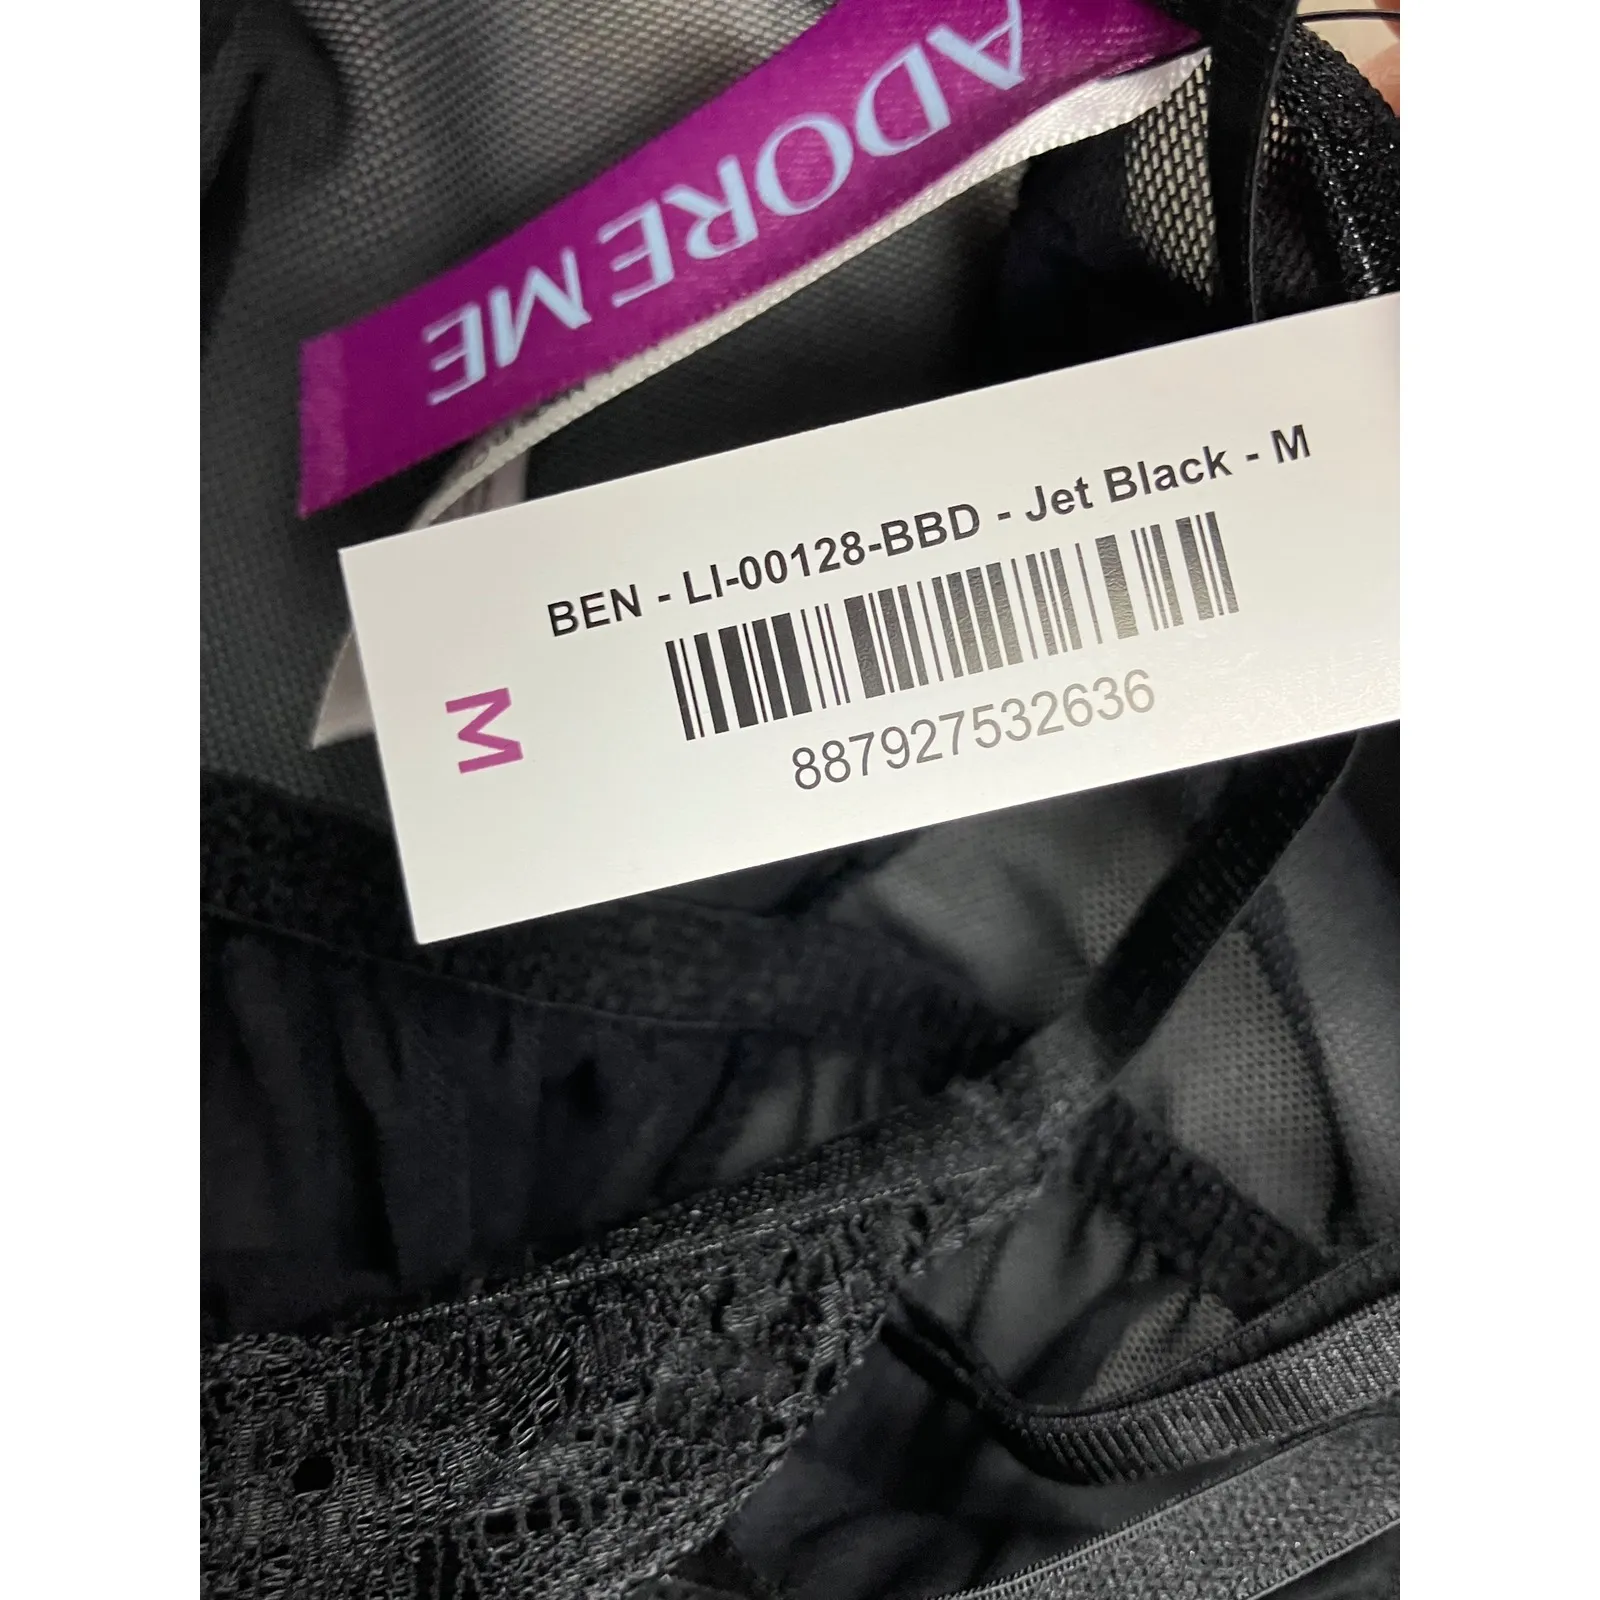 ADORE ME
BEN - LI-00128-BBD - Jet Black - M
887927532636
M